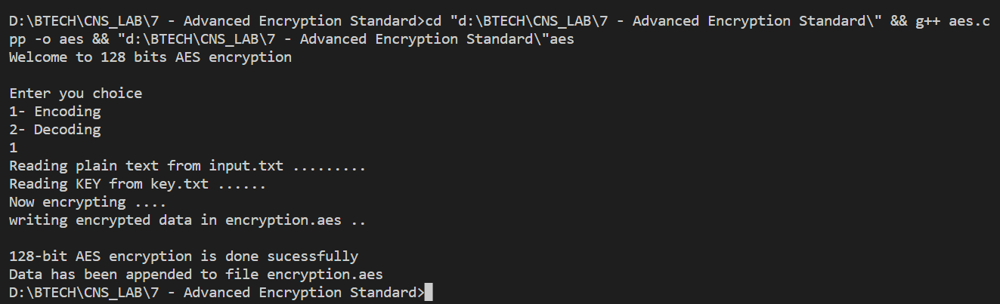 D:\BTECH\CNS_LAB\7 - Advanced Encryption Standard>cd "d:\BTECH\CNS_LAB\7 - Advanced Encryption Standard\" && g++ aes.c
pp -o aes && "d:\BTECH\CNS_LAB\7 - Advanced Encryption Standard\"aes
Welcome to 128 bits AES encryption
Enter you choice
1- Encoding
2- Decoding
1
Reading plain text from input.txt .........
Reading KEY from key.txt ......
Now encrypting ....
writing encrypted data in encryption.aes ..
128-bit AES encryption is done sucessfully
Data has been appended to file encryption.aes
D:\BTECH\CNS_LAB\7 - Advanced Encryption Standard>